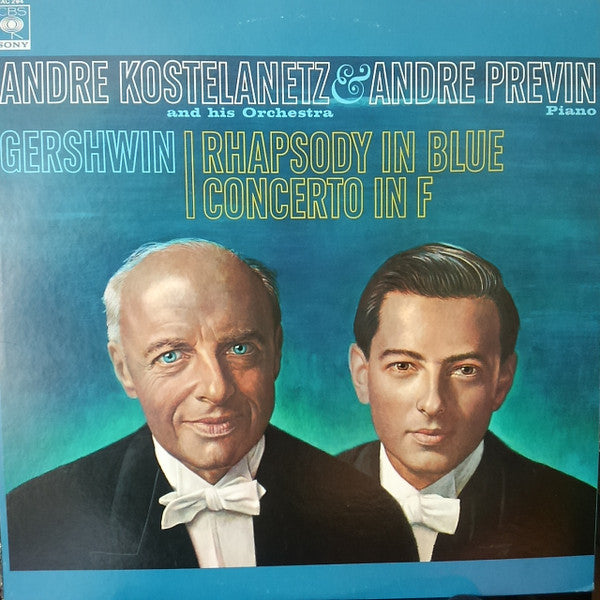 CBS
SONY
ANDRE KOSTELANETZ & ANDRE PREVIN
and his Orchestra Piano
GERSHWIN RHAPSODY IN BLUE
CONCERTO IN F